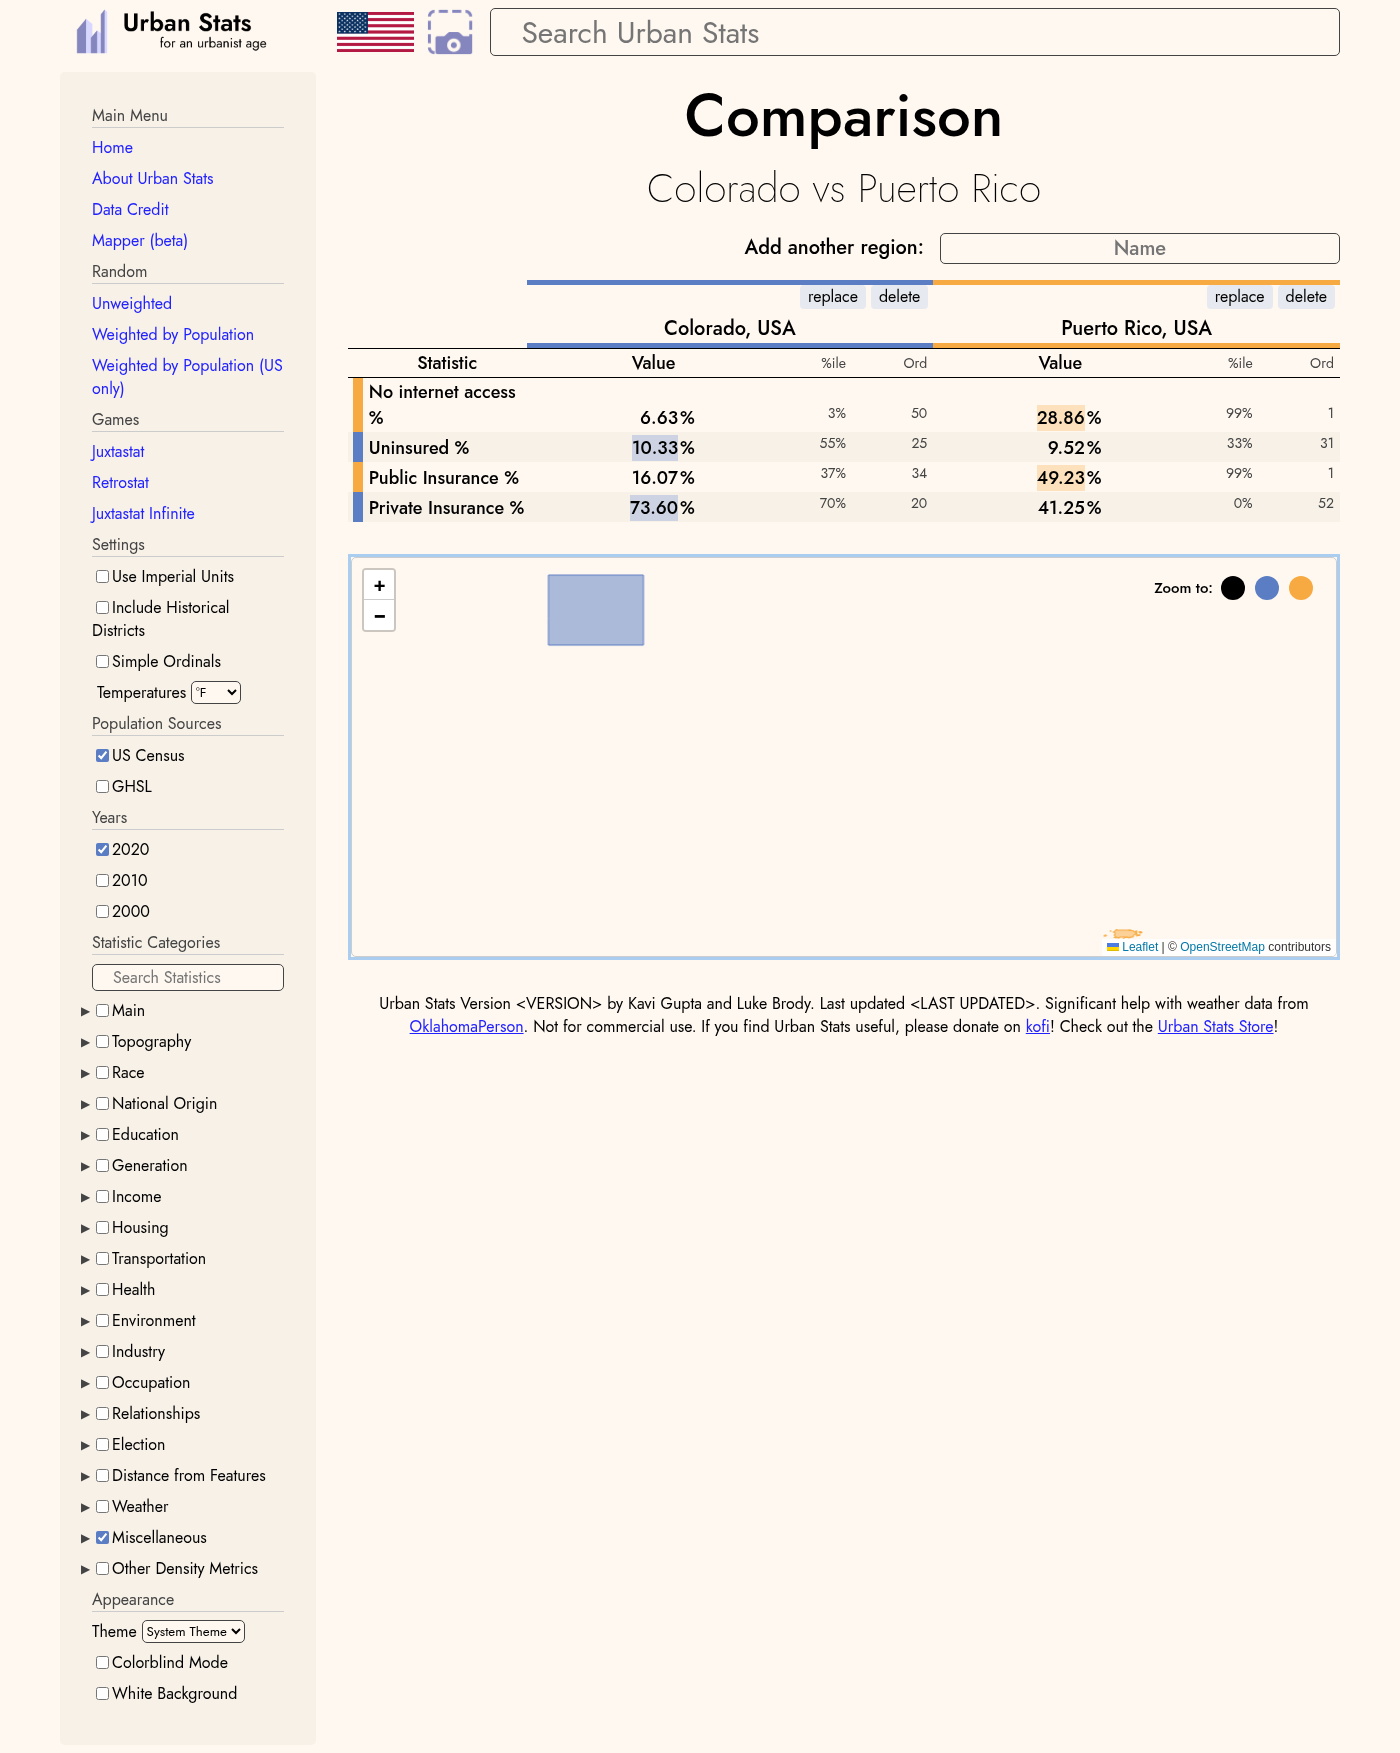 Urban Stats
for an urbanist age
Search Urban Stats
Main Menu
Home
About Urban Stats
Data Credit
Mapper (beta)
Random
Unweighted
Weighted by Population
Weighted by Population (US
only)
Games
Juxtastat
Retrostat
Juxtastat Infinite
Settings
Use Imperial Units
Include Historical
Districts
Simple Ordinals
Temperatures °F
Population Sources
US Census
GHSL
Years
2020
2010
2000
Statistic Categories
Search Statistics
Main
Topography
Race
National Origin
Education
Generation
Income
Housing
Transportation
Health
Environment
Industry
Occupation
Relationships
Election
Distance from Features
Weather
Miscellaneous
Other Density Metrics
Appearance
Theme System Theme
Colorblind Mode
White Background
Comparison
Colorado vs Puerto Rico
Add another region: Name
replace delete replace delete
Colorado, USA Puerto Rico, USA
Statistic Value %ile Ord Value %ile Ord
No internet access
% 6.63% 3% 50 28.86% 99% 1
Uninsured % 10.33% 55% 25 9.52% 33% 31
Public Insurance % 16.07% 37% 34 49.23% 99% 1
Private Insurance % 73.60% 70% 20 41.25% 0% 52
+
−
Zoom to:
Leaflet | © OpenStreetMap contributors
Urban Stats Version <VERSION> by Kavi Gupta and Luke Brody. Last updated <LAST UPDATED>. Significant help with weather data from
OklahomaPerson. Not for commercial use. If you find Urban Stats useful, please donate on kofi! Check out the Urban Stats Store!